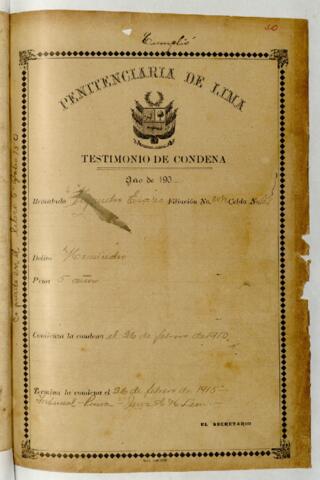 Cumplió
50
PENITENCIARIA DE LIMA
TESTIMONIO DE CONDENA
Año de 190
Rematado Filiación No. Celda No.
Delito Homicidio
Pena 5 años
Comienza la condena el 26 de febrero de 1910
Termina la condena el 26 de febrero de 1915
Tribunal
EL SECRETARIO